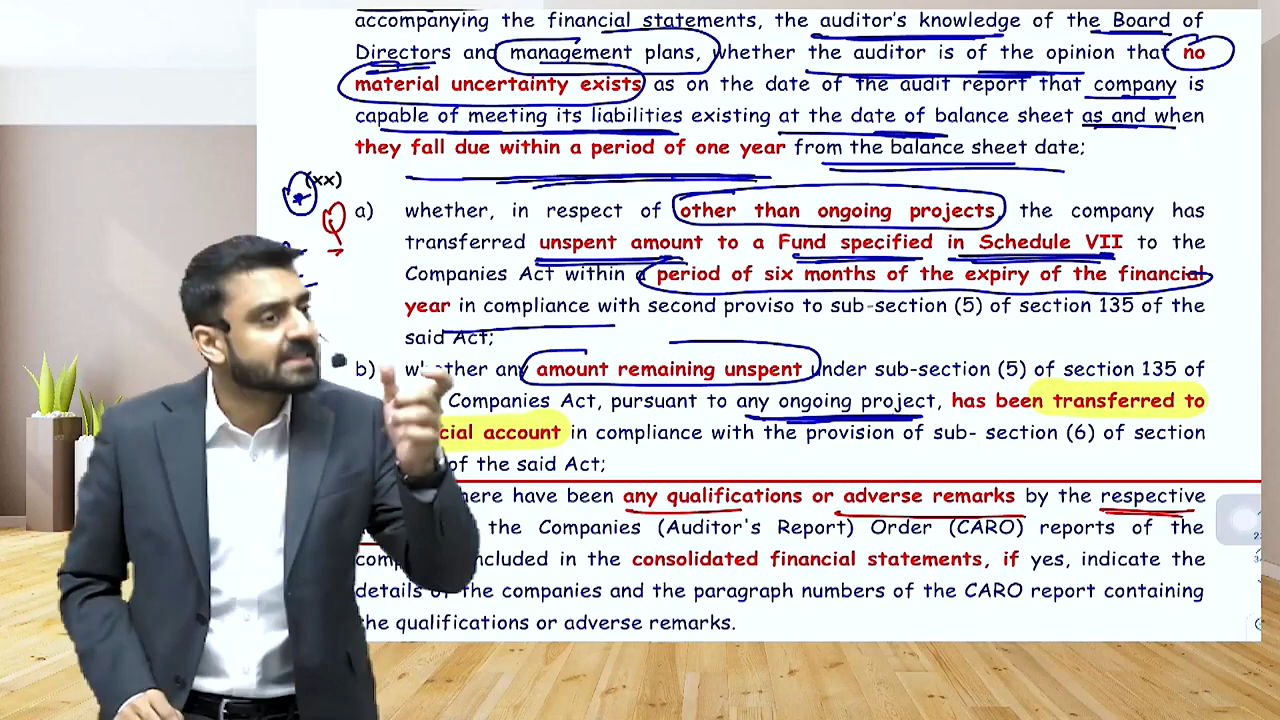 accompanying the financial statements, the auditor's knowledge of the Board of
Directors and management plans, whether the auditor is of the opinion that no
material uncertainty exists as on the date of the audit report that company is
capable of meeting its liabilities existing at the date of balance sheet as and when
they fall due within a period of one year from the balance sheet date;
(xx)
a) whether, in respect of other than ongoing projects, the company has
transferred unspent amount to a Fund specified in Schedule VII to the
Companies Act within a period of six months of the expiry of the financial
year in compliance with second proviso to sub-section (5) of section 135 of the
said Act;
b) whether any amount remaining unspent under sub-section (5) of section 135 of
Companies Act, pursuant to any ongoing project, has been transferred to
cial account in compliance with the provision of sub- section (6) of section
of the said Act;
here have been any qualifications or adverse remarks by the respective
the Companies (Auditor's Report) Order (CARO) reports of the
comp ncluded in the consolidated financial statements, if yes, indicate the
details of the companies and the paragraph numbers of the CARO report containing
the qualifications or adverse remarks.